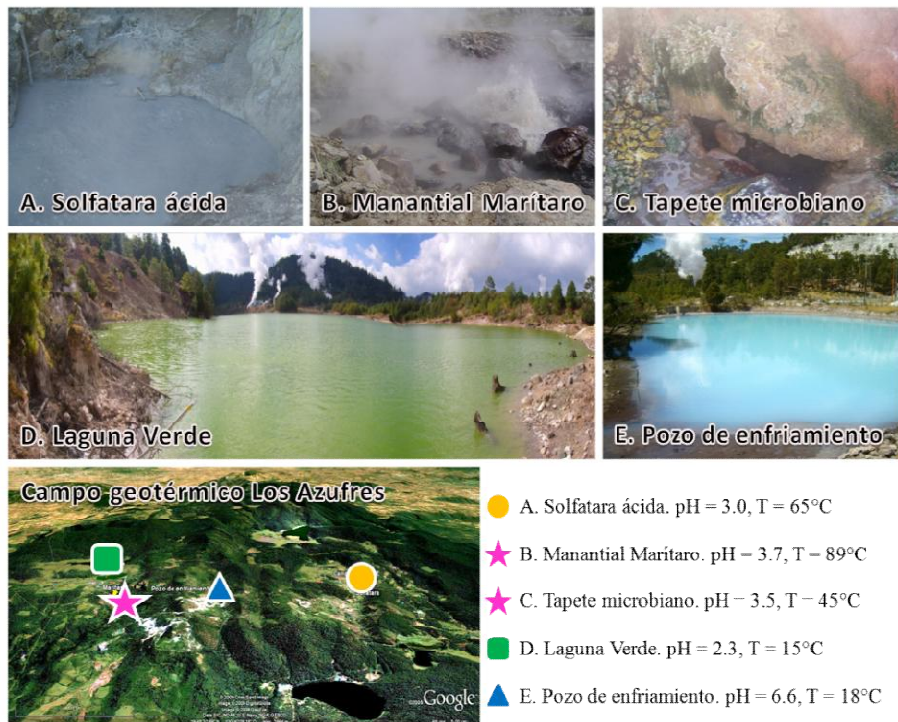 A. Solfatara ácida
B. Manantial Marítaro
C. Tapete microbiano
D. Laguna Verde
E. Pozo de enfriamiento
Campo geotérmico Los Azufres
Pozo de enfriamiento
Google
A. Solfatara ácida. pH = 3.0, T = 65°C
B. Manantial Marítaro. pH = 3.7, T = 89°C
C. Tapete microbiano. pH = 3.5, T = 45°C
D. Laguna Verde. pH = 2.3, T = 15°C
E. Pozo de enfriamiento. pH = 6.6, T = 18°C